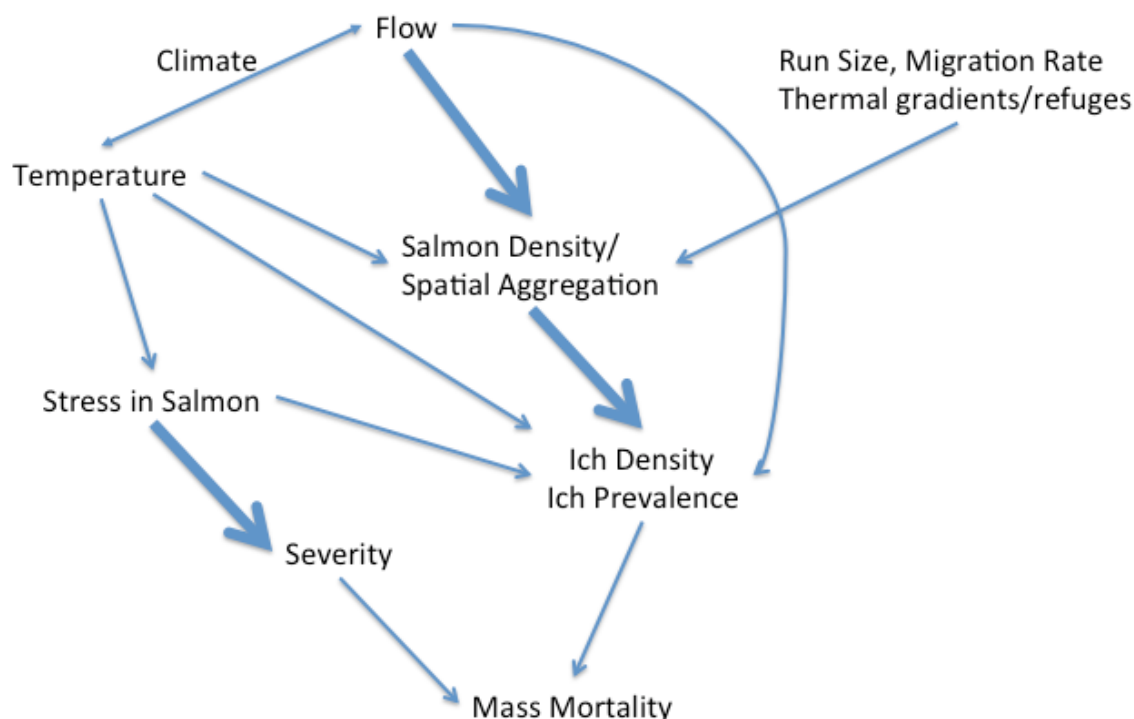 Flow
Climate
Run Size, Migration Rate
Thermal gradients/refuges
Temperature
Salmon Density/
Spatial Aggregation
Stress in Salmon
Ich Density
Ich Prevalence
Severity
Mass Mortality